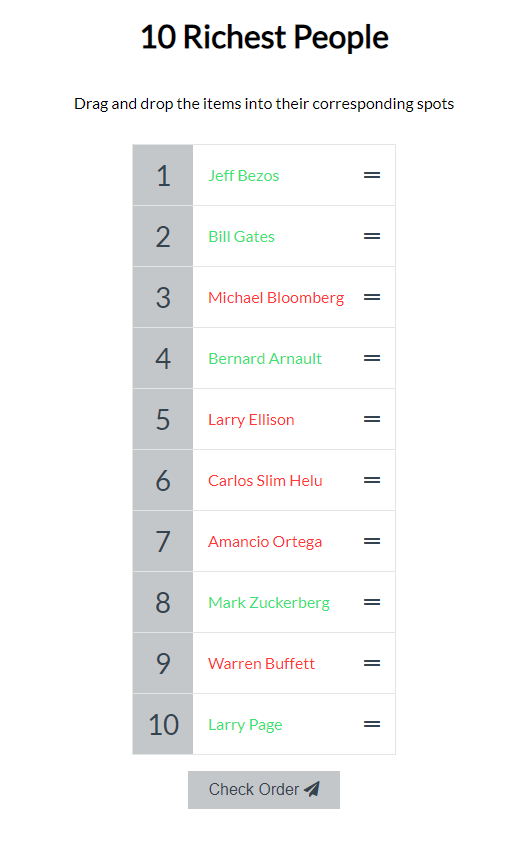 10 Richest People
Drag and drop the items into their corresponding spots
1 Jeff Bezos
2 Bill Gates
3 Michael Bloomberg
4 Bernard Arnault
5 Larry Ellison
6 Carlos Slim Helu
7 Amancio Ortega
8 Mark Zuckerberg
9 Warren Buffett
10 Larry Page
Check Order